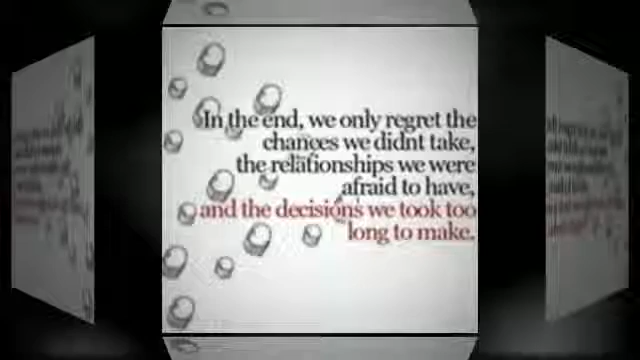 In the end, we only regret the
chances we didnt take,
the relationships we were
afraid to have,
and the decisions we took too
long to make.